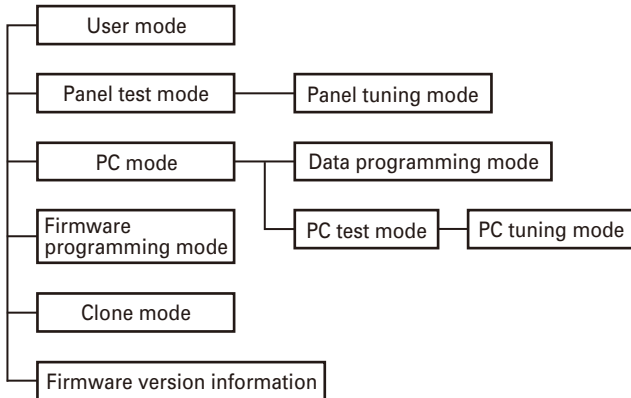 User mode
Panel test mode
Panel tuning mode
PC mode
Data programming mode
Firmware
programming mode
PC test mode
PC tuning mode
Clone mode
Firmware version information